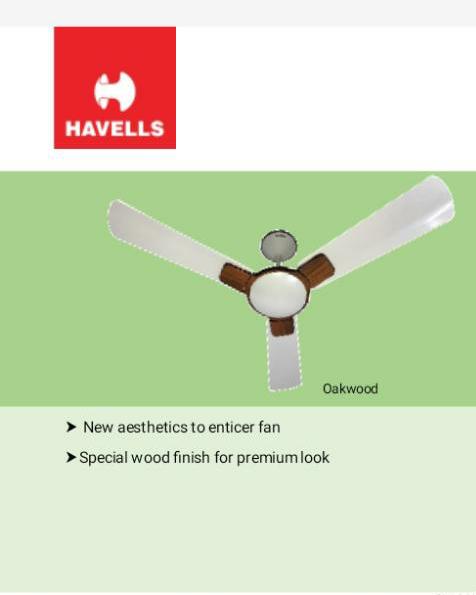 HAVELLS
Oakwood
➤ New aesthetics to enticer fan
➤ Special wood finish for premium look